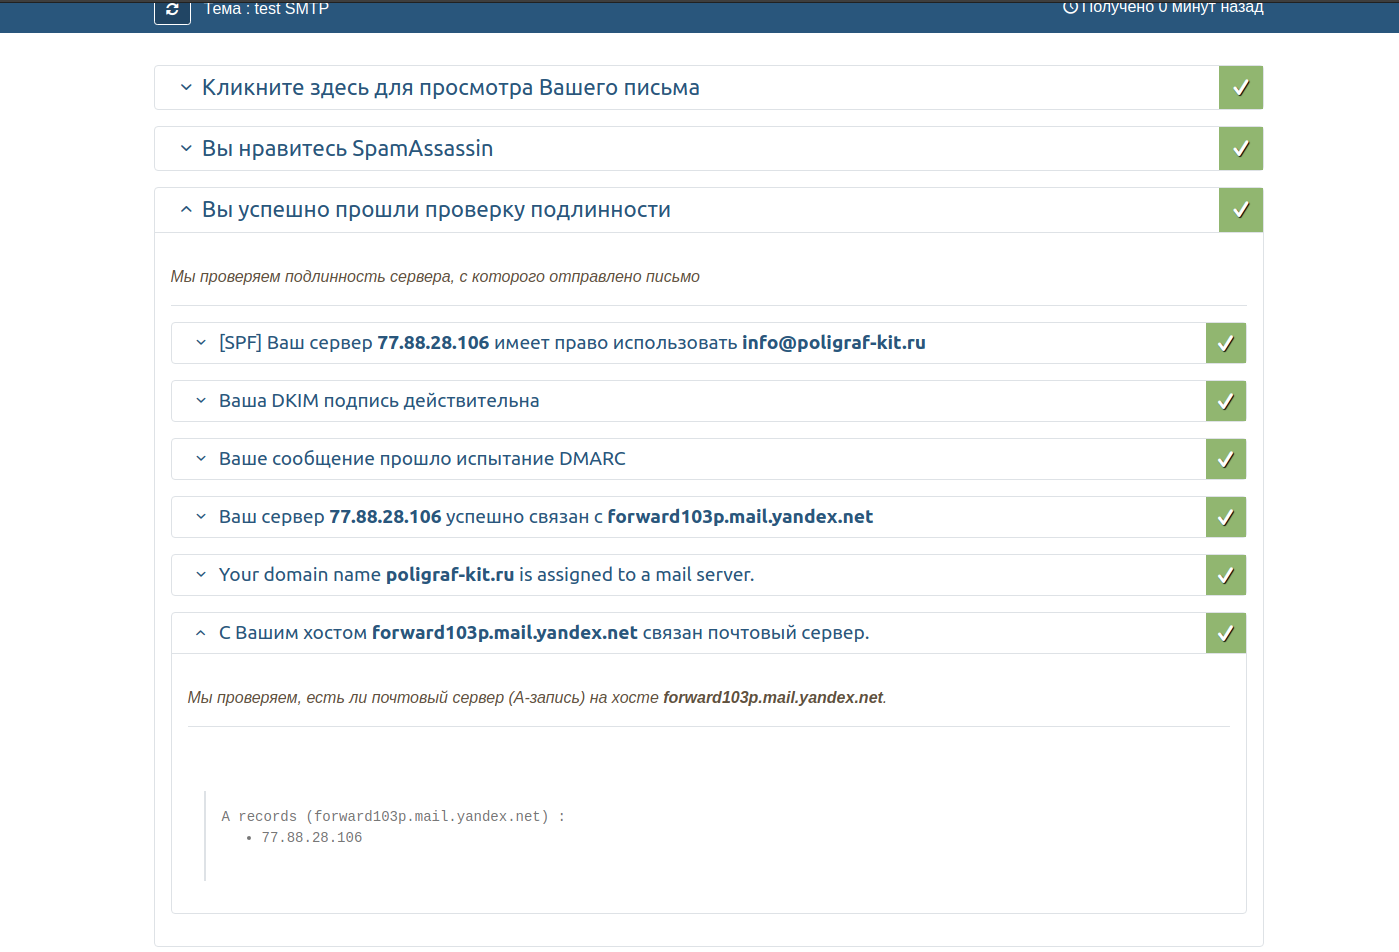 Тема : test SMTP
Получено 0 минут назад
Кликните здесь для просмотра Вашего письма
Вы нравитесь SpamAssassin
Вы успешно прошли проверку подлинности
Мы проверяем подлинность сервера, с которого отправлено письмо
[SPF] Ваш сервер 77.88.28.106 имеет право использовать info@poligraf-kit.ru
Ваша DKIM подпись действительна
Ваше сообщение прошло испытание DMARC
Ваш сервер 77.88.28.106 успешно связан с forward103p.mail.yandex.net
Your domain name poligraf-kit.ru is assigned to a mail server.
С Вашим хостом forward103p.mail.yandex.net связан почтовый сервер.
Мы проверяем, есть ли почтовый сервер (А-запись) на хосте forward103p.mail.yandex.net.
A records (forward103p.mail.yandex.net) :
• 77.88.28.106